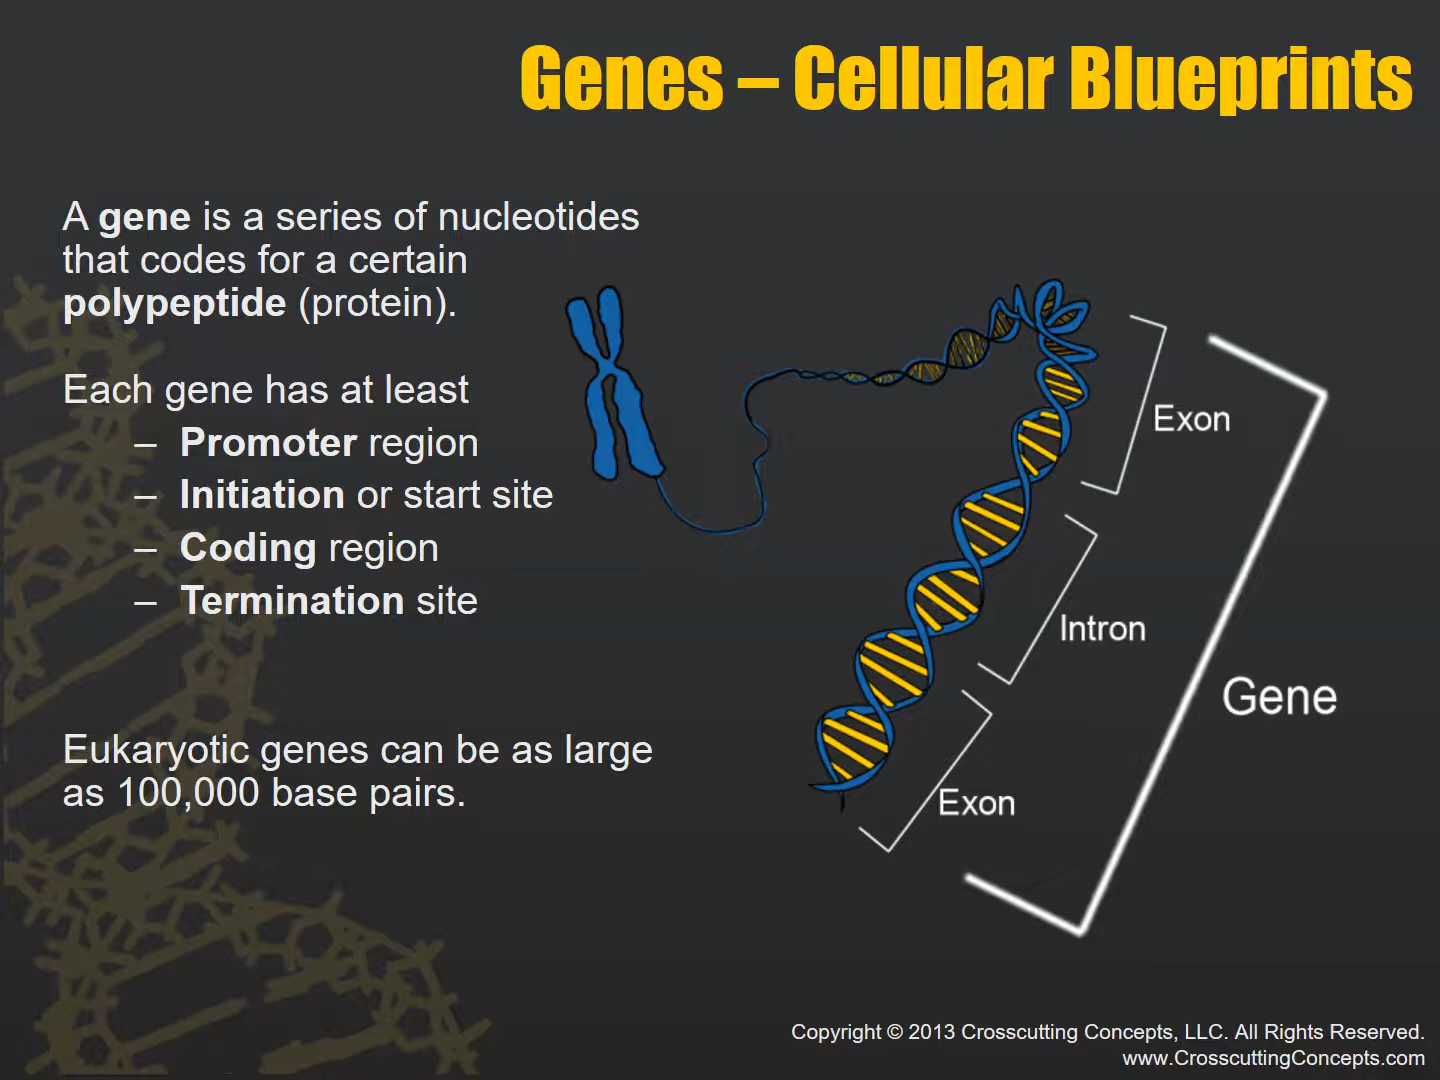 Genes – Cellular Blueprints
A gene is a series of nucleotides
that codes for a certain
polypeptide (protein).
Each gene has at least
– Promoter region
– Initiation or start site
– Coding region
– Termination site
Eukaryotic genes can be as large
as 100,000 base pairs.
Exon
Intron
Gene
Exon
Copyright © 2013 Crosscutting Concepts, LLC. All Rights Reserved.
www.CrosscuttingConcepts.com